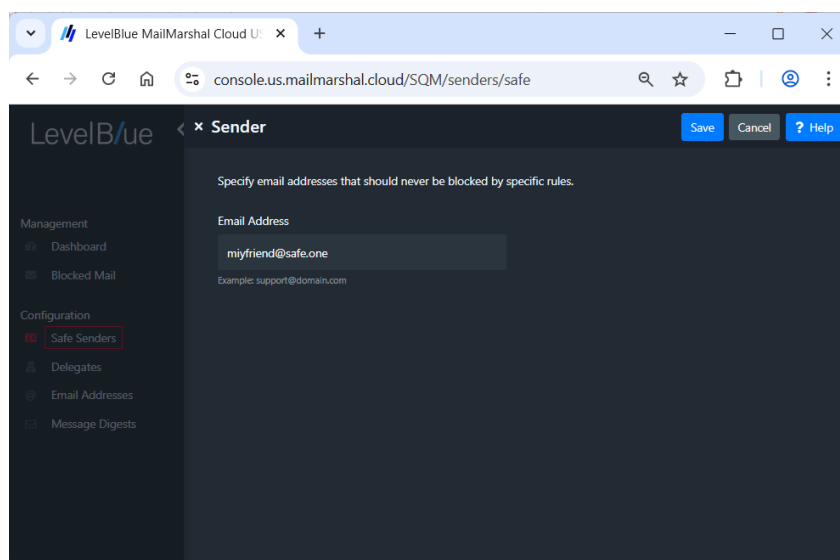 LevelBlue MailMarshal Cloud US
console.us.mailmarshal.cloud/SQM/senders/safe
LevelBlue
Sender
Save
Cancel
? Help
Specify email addresses that should never be blocked by specific rules.
Email Address
miyfriend@safe.one
Example: support@domain.com
Management
Dashboard
Blocked Mail
Configuration
Safe Senders
Delegates
Email Addresses
Message Digests